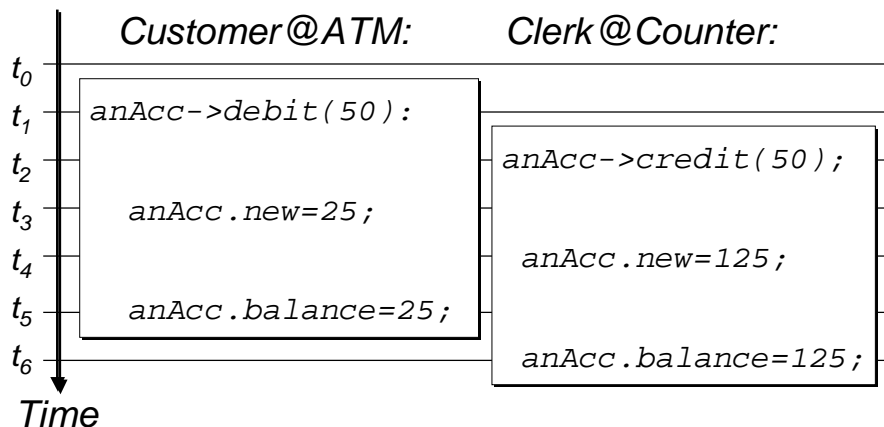 Customer@ATM: Clerk@Counter:
t0
t1 anAcc->debit(50):
t2 anAcc->credit(50);
t3 anAcc.new=25;
t4 anAcc.new=125;
t5 anAcc.balance=25;
t6 anAcc.balance=125;
Time